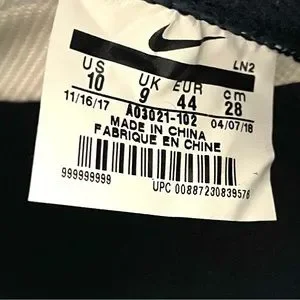 LN2
US UK EUR cm
10 9 44 28
11/16/17 A03021-102 04/07/18
MADE IN CHINA
FABRIQUE EN CHINE
999999999
UPC 00887230839576